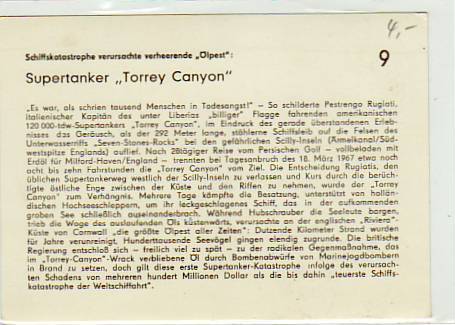 4,-
Schiffskatastrophe verursachte verheerende „Ölpest“:
9
Supertanker „Torrey Canyon“
„Es war, als schrien tausend Menschen in Todesangst!“ – So schilderte Pestrengo Rugiati,
italienischer Kapitän des unter Liberias „billiger“ Flagge fahrenden amerikanischen
120 000-tdw-Supertankers „Torrey Canyon“, im Eindruck des gerade überstandenen Erleb-
nisses das Geräusch, als der 292 Meter lange, stählerne Schiffsleib auf die Felsen des
Unterwasserriffs „Seven-Stones-Rocks“ bei den gefährlichen Scilly-Inseln (Ärmelkanal/Süd-
westspitze Englands) auflief. Nach 28tägiger Reise vom Persischen Golf – vollbeladen mit
Erdöl für Milford-Haven/England – trennten bei Tagesanbruch des 18. März 1967 etwa noch
acht bis zehn Fahrstunden die „Torrey Canyon“ vom Ziel. Die Entscheidung Rugiatis, den
üblichen Supertankerweg westlich der Scilly-Inseln zu verlassen und Kurs durch die berüch-
tigte östliche Enge zwischen der Küste und den Riffen zu nehmen, wurde der „Torrey
Canyon“ zum Verhängnis. Mehrere Tage kämpfte die Besatzung, unterstützt von hollän-
dischen Hochseeschleppern, um ihr leckgeschlagenes Schiff, das in der aufkommenden
groben See schließlich auseinanderbrach. Während Hubschrauber die Seeleute bargen,
trieb die Woge des auslaufenden Öls küstenwärts, verursachte an der englischen „Riviera“-
Küste von Cornwall „die größte Ölpest aller Zeiten“: Dutzende Kilometer Strand wurden
für Jahre verunreinigt, Hunderttausende Seevögel gingen elendig zugrunde. Die britische
Regierung entschloß sich – freilich viel zu spät – zu der radikalen Gegenmaßnahme, das
im „Torrey-Canyon“-Wrack verbliebene Öl durch Bombenabwürfe von Marinejagdbombern
in Brand zu setzen, doch gilt diese erste Supertanker-Katastrophe infolge des verursach-
ten Schadens von mehreren hundert Millionen Dollar als die bis dahin „teuerste Schiffs-
katastrophe der Weltschiffahrt“.